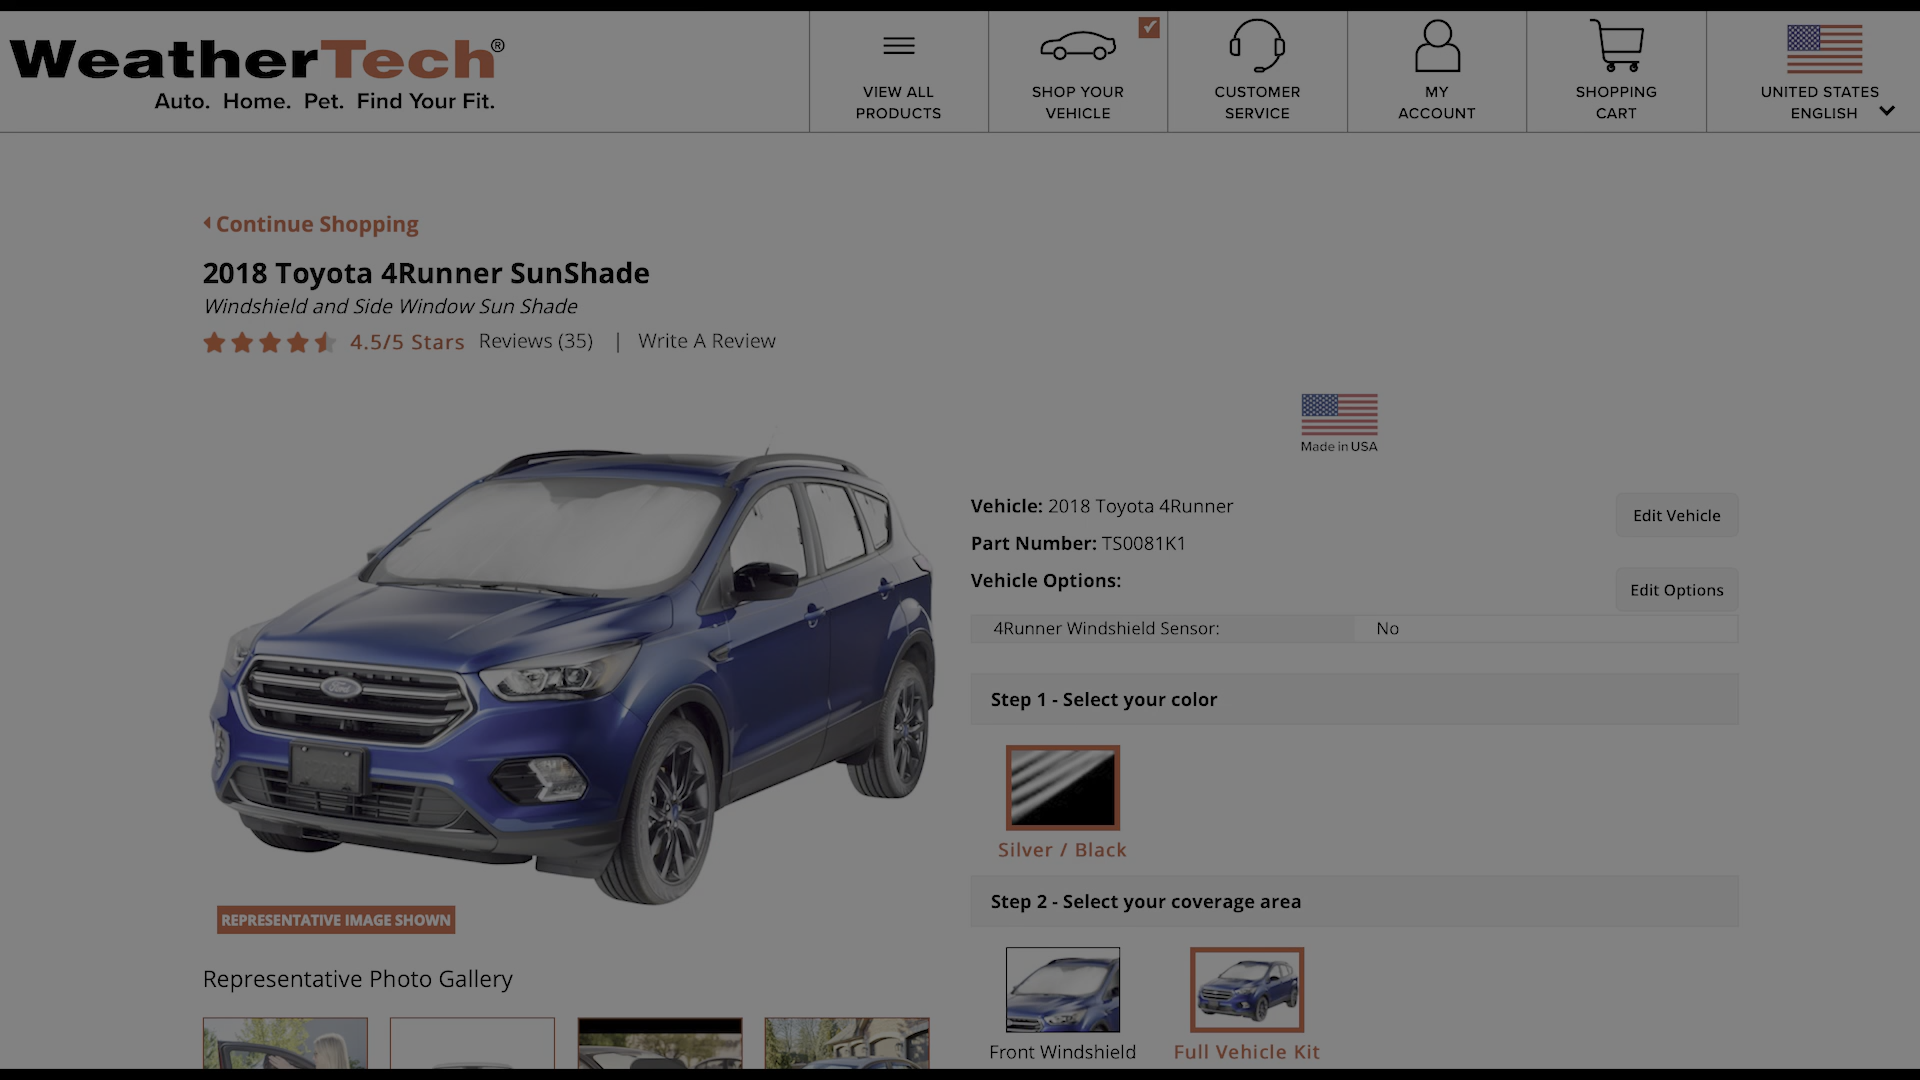 WeatherTech®
Auto. Home. Pet. Find Your Fit.
VIEW ALL
PRODUCTS
SHOP YOUR
VEHICLE
CUSTOMER
SERVICE
MY
ACCOUNT
SHOPPING
CART
UNITED STATES
ENGLISH
Continue Shopping
2018 Toyota 4Runner SunShade
Windshield and Side Window Sun Shade
4.5/5 Stars Reviews (35) | Write A Review
Made in USA
Vehicle: 2018 Toyota 4Runner
Edit Vehicle
Part Number: TS0081K1
Vehicle Options:
Edit Options
4Runner Windshield Sensor: No
Step 1 - Select your color
Silver / Black
Step 2 - Select your coverage area
Front Windshield
Full Vehicle Kit
Ford
REPRESENTATIVE IMAGE SHOWN
Representative Photo Gallery